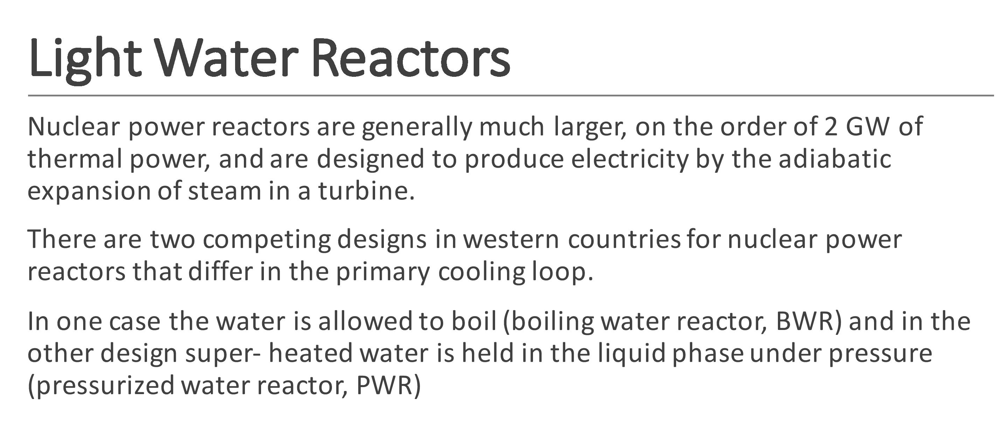 Light Water Reactors
Nuclear power reactors are generally much larger, on the order of 2 GW of
thermal power, and are designed to produce electricity by the adiabatic
expansion of steam in a turbine.
There are two competing designs in western countries for nuclear power
reactors that differ in the primary cooling loop.
In one case the water is allowed to boil (boiling water reactor, BWR) and in the
other design super- heated water is held in the liquid phase under pressure
(pressurized water reactor, PWR)